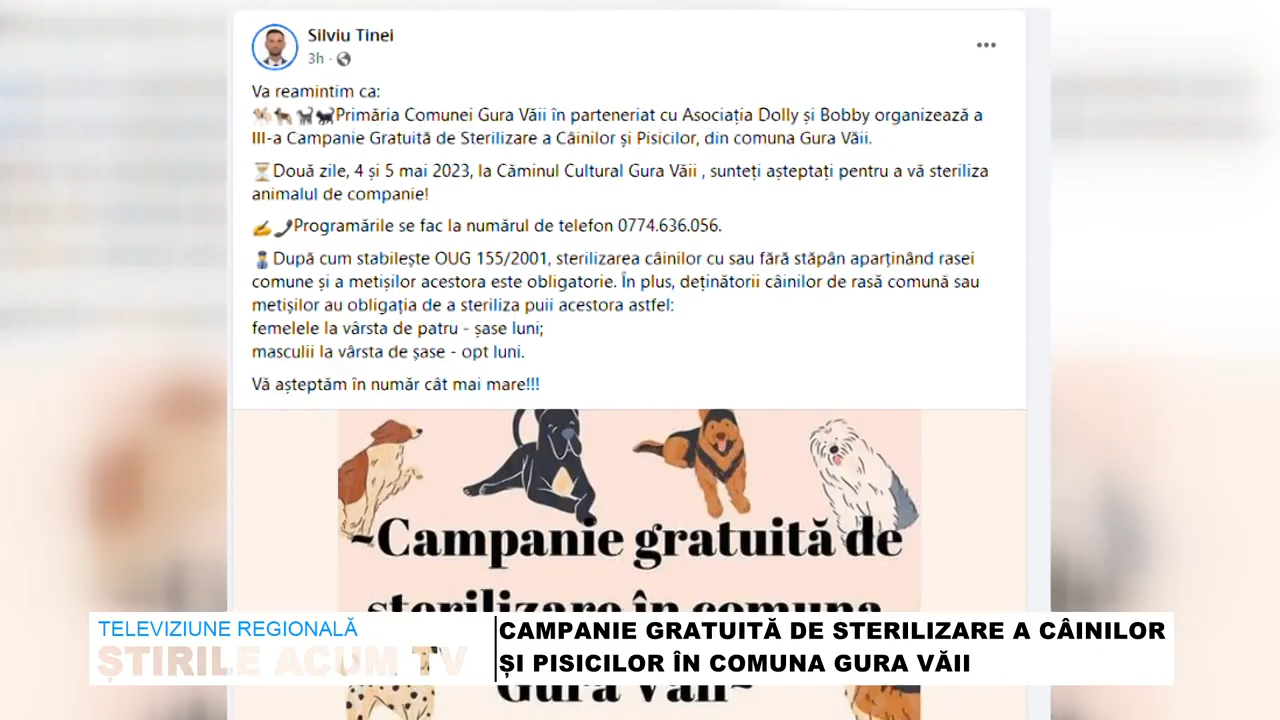 Silviu Tinei
3h
Va reamintim ca:
Primăria Comunei Gura Văii în parteneriat cu Asociația Dolly și Bobby organizează a
III-a Campanie Gratuită de Sterilizare a Câinilor și Pisicilor, din comuna Gura Văii.
Două zile, 4 și 5 mai 2023, la Căminul Cultural Gura Văii , sunteți așteptați pentru a vă steriliza
animalul de companie!
Programările se fac la numărul de telefon 0774.636.056.
După cum stabilește OUG 155/2001, sterilizarea câinilor cu sau fără stăpân aparținând rasei
comune și a metișilor acestora este obligatorie. În plus, deținătorii câinilor de rasă comună sau
metișilor au obligația de a steriliza puii acestora astfel:
femelele la vârsta de patru - șase luni;
masculii la vârsta de șase - opt luni.
Vă așteptăm în număr cât mai mare!!!
~Campanie gratuită de
sterilizare în comuna
Gura Văii~
TELEVIZIUNE REGIONALĂ
ȘTIRILE ACUM TV
CAMPANIE GRATUITĂ DE STERILIZARE A CÂINILOR
ȘI PISICILOR ÎN COMUNA GURA VĂII